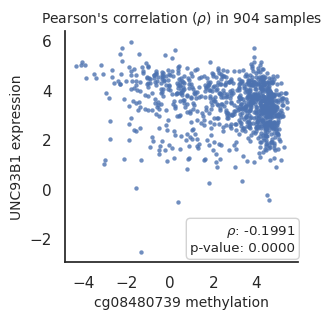 Pearson's correlation (ρ) in 904 samples
6
4
2
0
−2
UNC93B1 expression
ρ: -0.1991
p-value: 0.0000
−4 −2 0 2 4
cg08480739 methylation